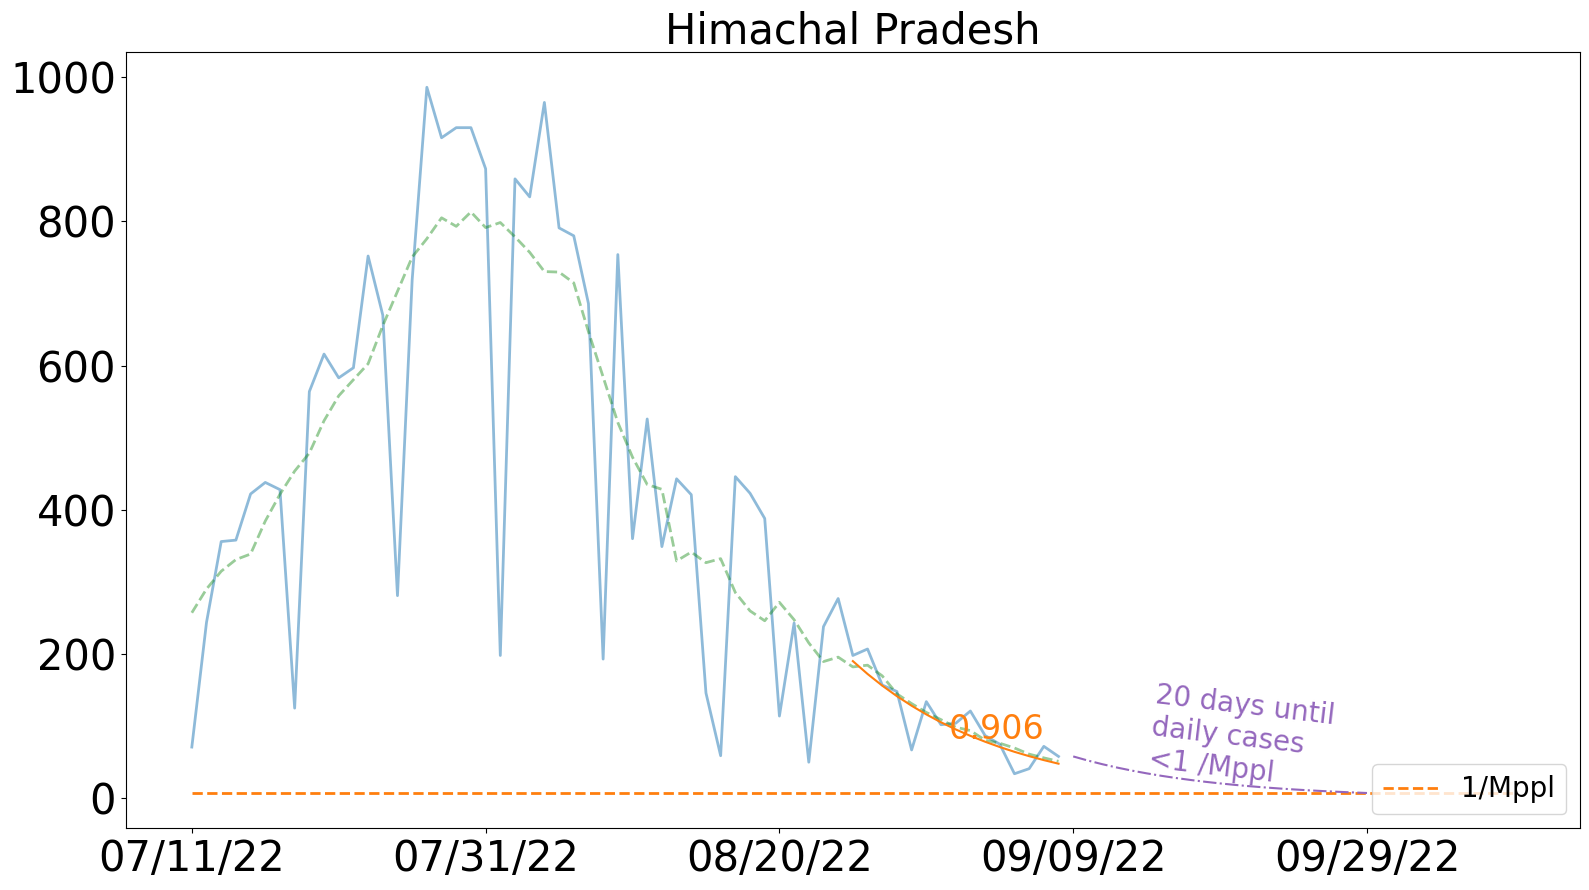 Himachal Pradesh
1000
800
600
400
200
0
0.906
20 days until
daily cases
<1 /Mppl
1/Mppl
07/11/22
07/31/22
08/20/22
09/09/22
09/29/22